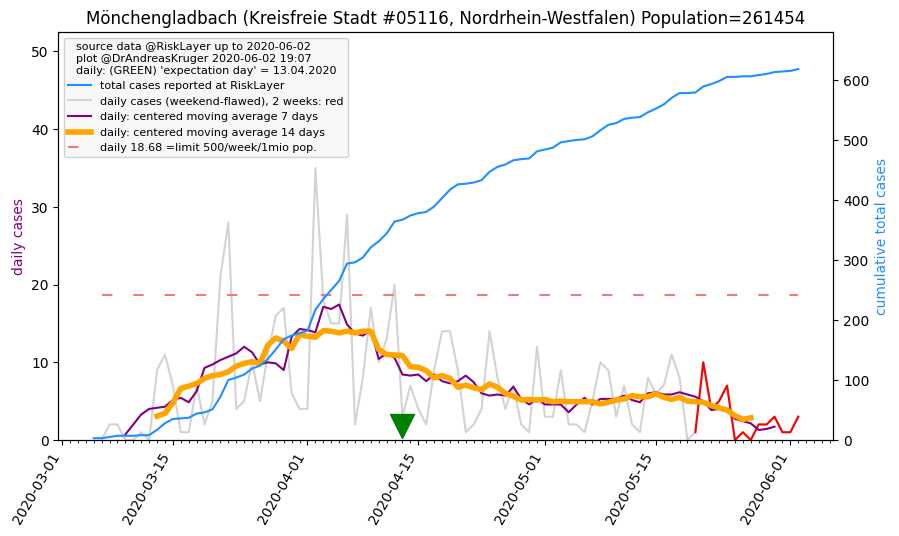 Mönchengladbach (Kreisfreie Stadt #05116, Nordrhein-Westfalen) Population=261454
source data @RiskLayer up to 2020-06-02
plot @DrAndreasKruger 2020-06-02 19:07
daily: (GREEN) 'expectation day' = 13.04.2020
total cases reported at RiskLayer
daily cases (weekend-flawed), 2 weeks: red
daily: centered moving average 7 days
daily: centered moving average 14 days
daily 18.68 =limit 500/week/1mio pop.
daily cases
50
40
30
20
10
0
cumulative total cases
600
500
400
300
200
100
0
2020-03-01
2020-03-15
2020-04-01
2020-04-15
2020-05-01
2020-05-15
2020-06-01